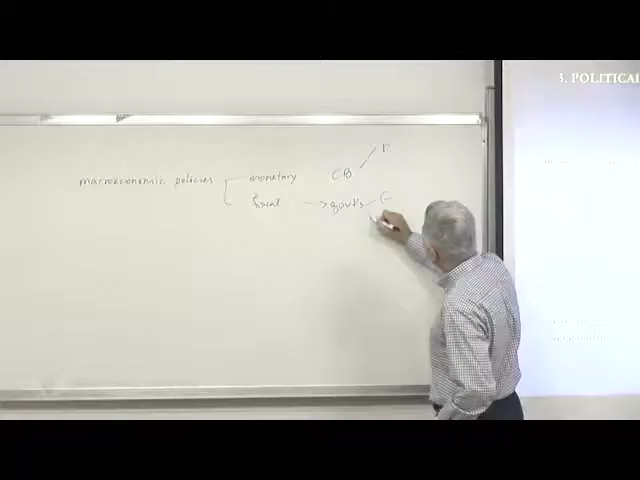 3. POLITICAL
r
macroeconomic policies monetary CB
fiscal → govt's G